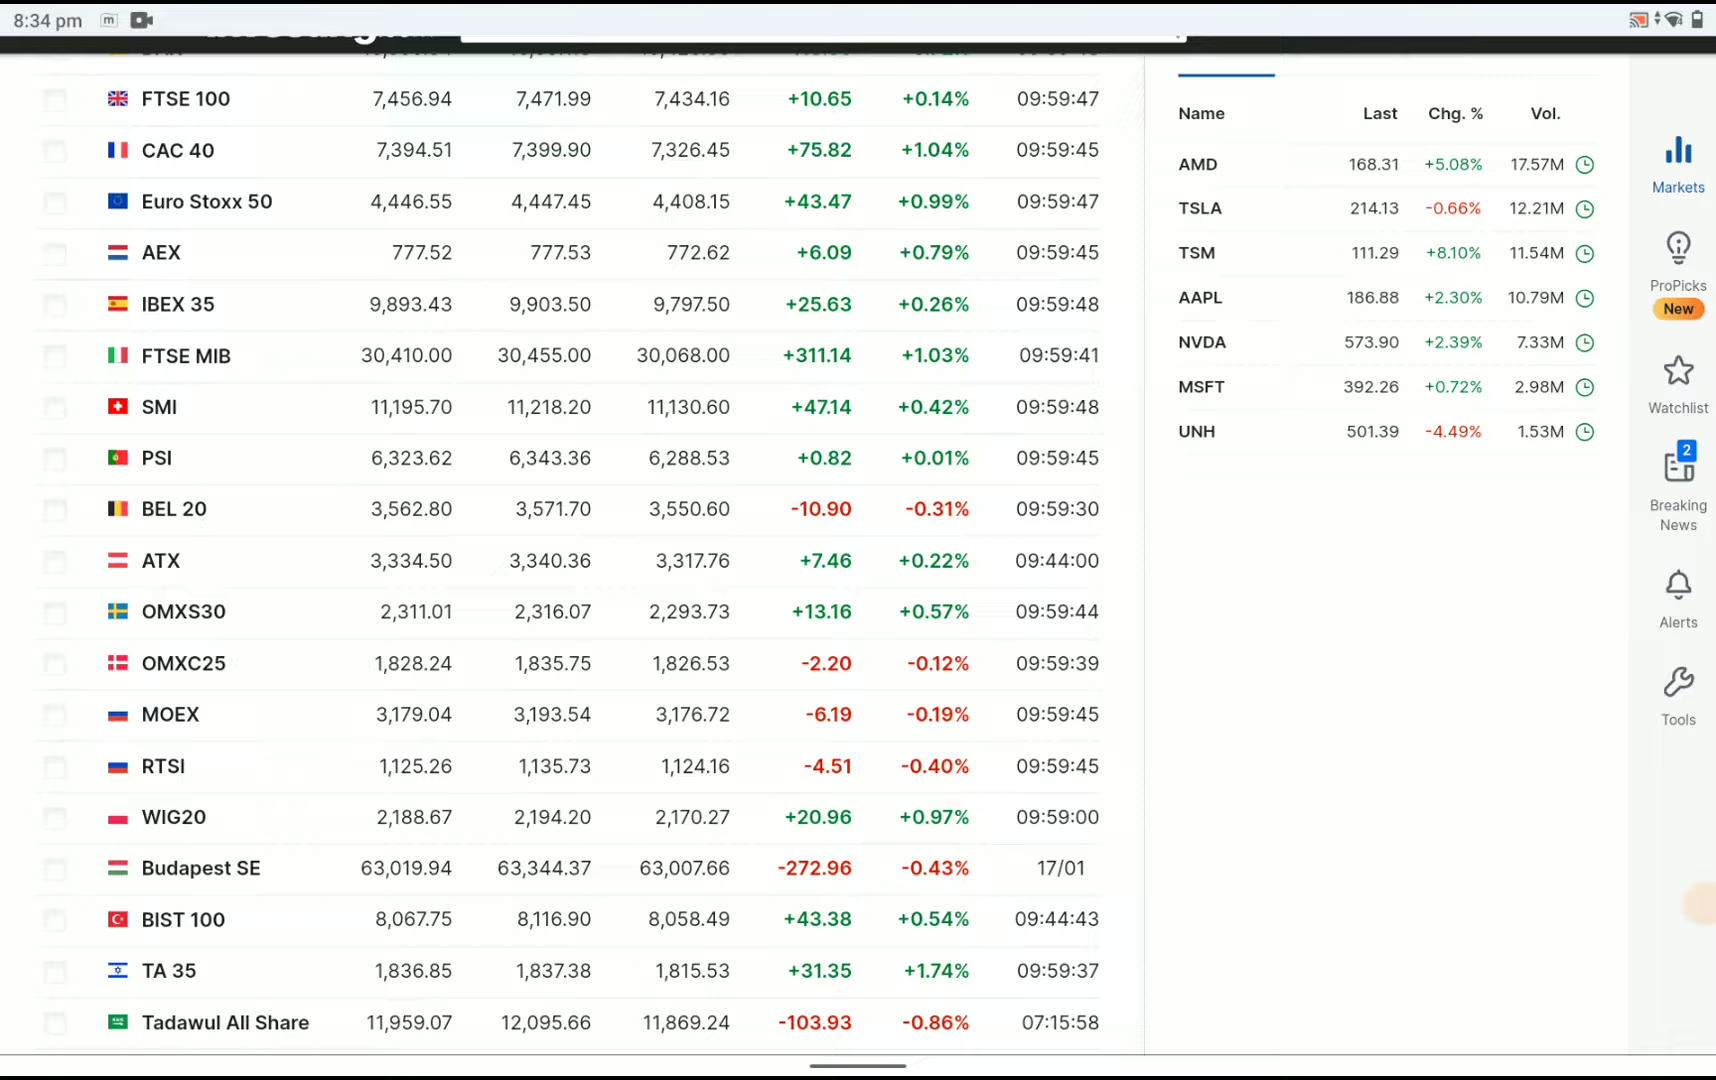 8:34 pm
FTSE 100 7,456.94 7,471.99 7,434.16 +10.65 +0.14% 09:59:47
CAC 40 7,394.51 7,399.90 7,326.45 +75.82 +1.04% 09:59:45
Euro Stoxx 50 4,446.55 4,447.45 4,408.15 +43.47 +0.99% 09:59:47
AEX 777.52 777.53 772.62 +6.09 +0.79% 09:59:45
IBEX 35 9,893.43 9,903.50 9,797.50 +25.63 +0.26% 09:59:48
FTSE MIB 30,410.00 30,455.00 30,068.00 +311.14 +1.03% 09:59:41
SMI 11,195.70 11,218.20 11,130.60 +47.14 +0.42% 09:59:48
PSI 6,323.62 6,343.36 6,288.53 +0.82 +0.01% 09:59:45
BEL 20 3,562.80 3,571.70 3,550.60 -10.90 -0.31% 09:59:30
ATX 3,334.50 3,340.36 3,317.76 +7.46 +0.22% 09:44:00
OMXS30 2,311.01 2,316.07 2,293.73 +13.16 +0.57% 09:59:44
OMXC25 1,828.24 1,835.75 1,826.53 -2.20 -0.12% 09:59:39
MOEX 3,179.04 3,193.54 3,176.72 -6.19 -0.19% 09:59:45
RTSI 1,125.26 1,135.73 1,124.16 -4.51 -0.40% 09:59:45
WIG20 2,188.67 2,194.20 2,170.27 +20.96 +0.97% 09:59:00
Budapest SE 63,019.94 63,344.37 63,007.66 -272.96 -0.43% 17/01
BIST 100 8,067.75 8,116.90 8,058.49 +43.38 +0.54% 09:44:43
TA 35 1,836.85 1,837.38 1,815.53 +31.35 +1.74% 09:59:37
Tadawul All Share 11,959.07 12,095.66 11,869.24 -103.93 -0.86% 07:15:58
Name Last Chg. % Vol.
AMD 168.31 +5.08% 17.57M
TSLA 214.13 -0.66% 12.21M
TSM 111.29 +8.10% 11.54M
AAPL 186.88 +2.30% 10.79M
NVDA 573.90 +2.39% 7.33M
MSFT 392.26 +0.72% 2.98M
UNH 501.39 -4.49% 1.53M
Markets
ProPicks
New
Watchlist
2
Breaking
News
Alerts
Tools